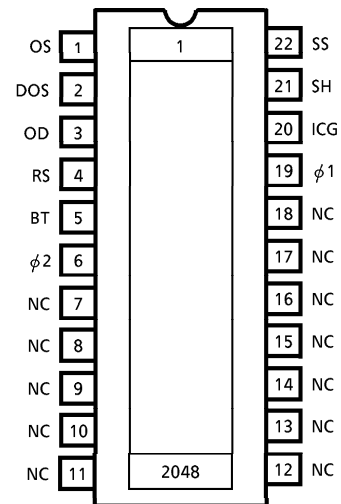 OS 1 1 22 SS
DOS 2 21 SH
OD 3 20 ICG
RS 4 19 ϕ1
BT 5 18 NC
ϕ2 6 17 NC
NC 7 16 NC
NC 8 15 NC
NC 9 14 NC
NC 10 13 NC
NC 11 2048 12 NC